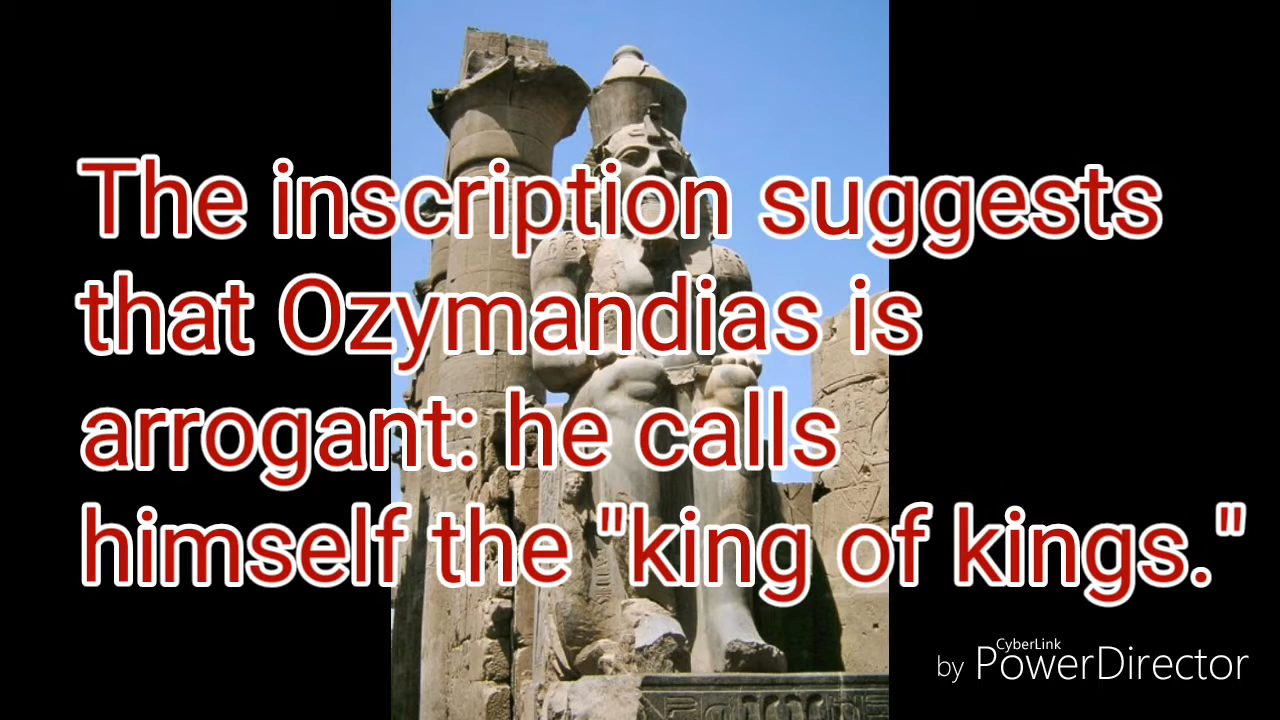 The inscription suggests
that Ozymandias is
arrogant: he calls
himself the "king of kings."
CyberLink
by PowerDirector